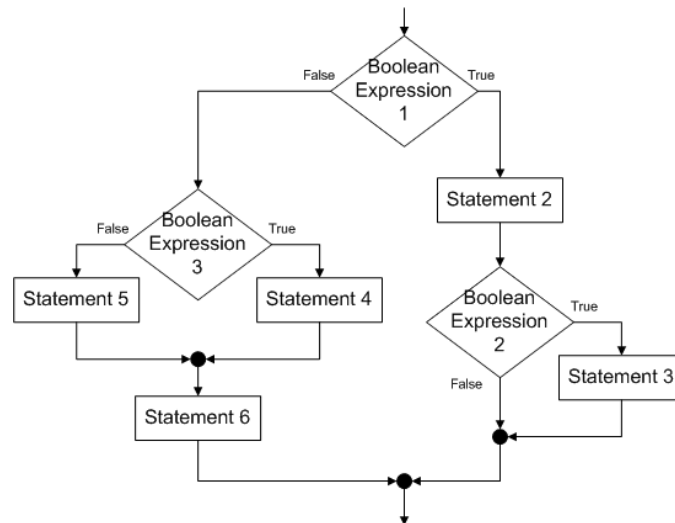 False
Boolean
Expression
1
True
Statement 2
False
Boolean
Expression
3
True
Statement 5
Statement 4
Boolean
Expression
2
True
False
Statement 3
Statement 6